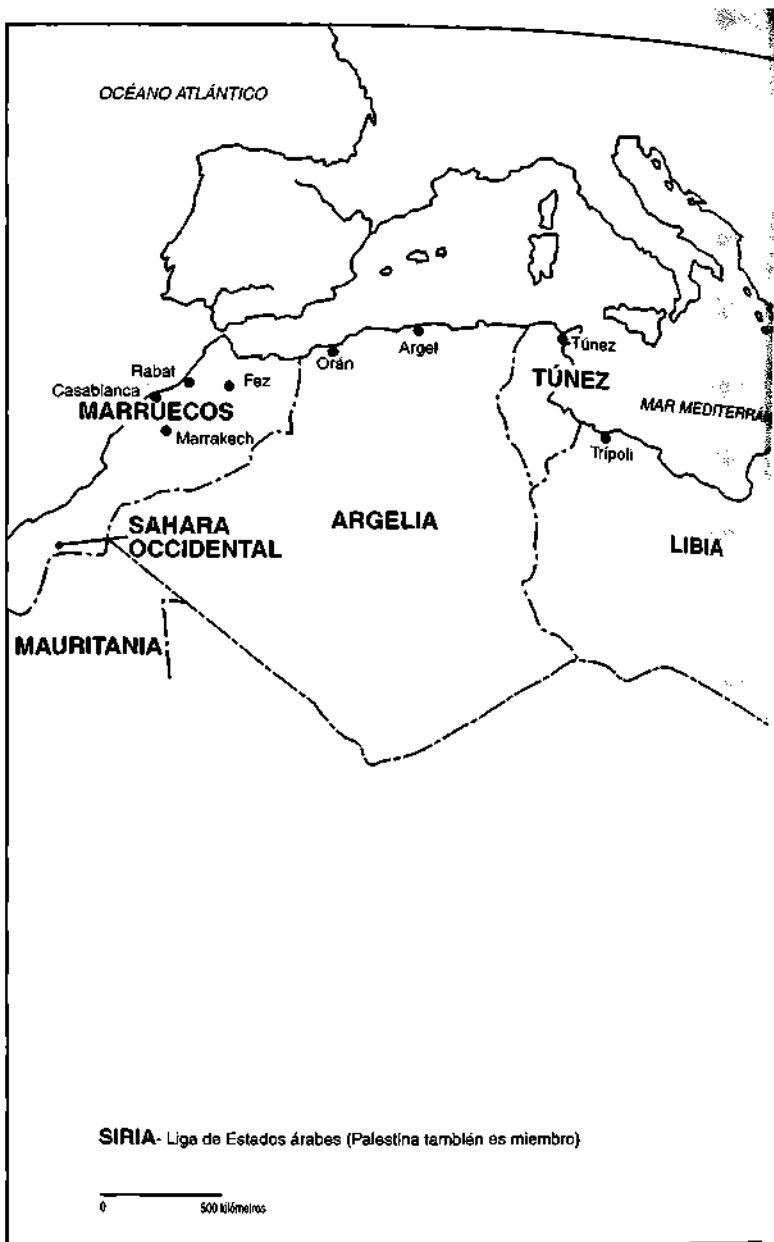 OCÉANO ATLÁNTICO
Rabat
Fez
Casablanca
MARRUECOS
Marrakech
Orán
Argel
Túnez
TÚNEZ
MAR MEDITERRÁ
Trípoli
SAHARA
OCCIDENTAL
ARGELIA
LIBIA
MAURITANIA
SIRIA- Liga de Estados árabes (Palestina también es miembro)
0 500 kilómetros